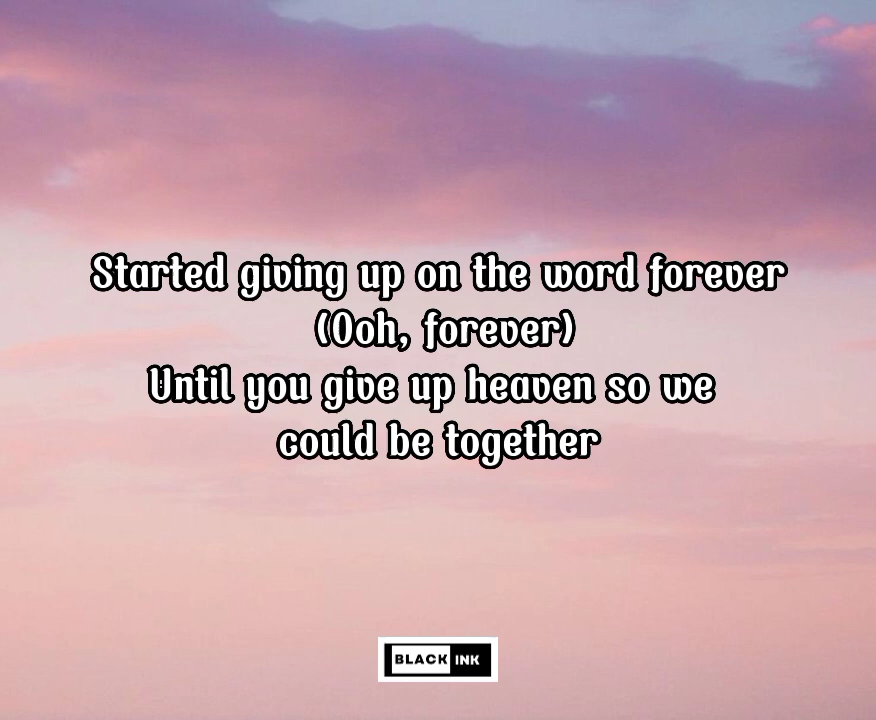 Started giving up on the word forever
(Ooh, forever)
Until you give up heaven so we
could be together
BLACK INK